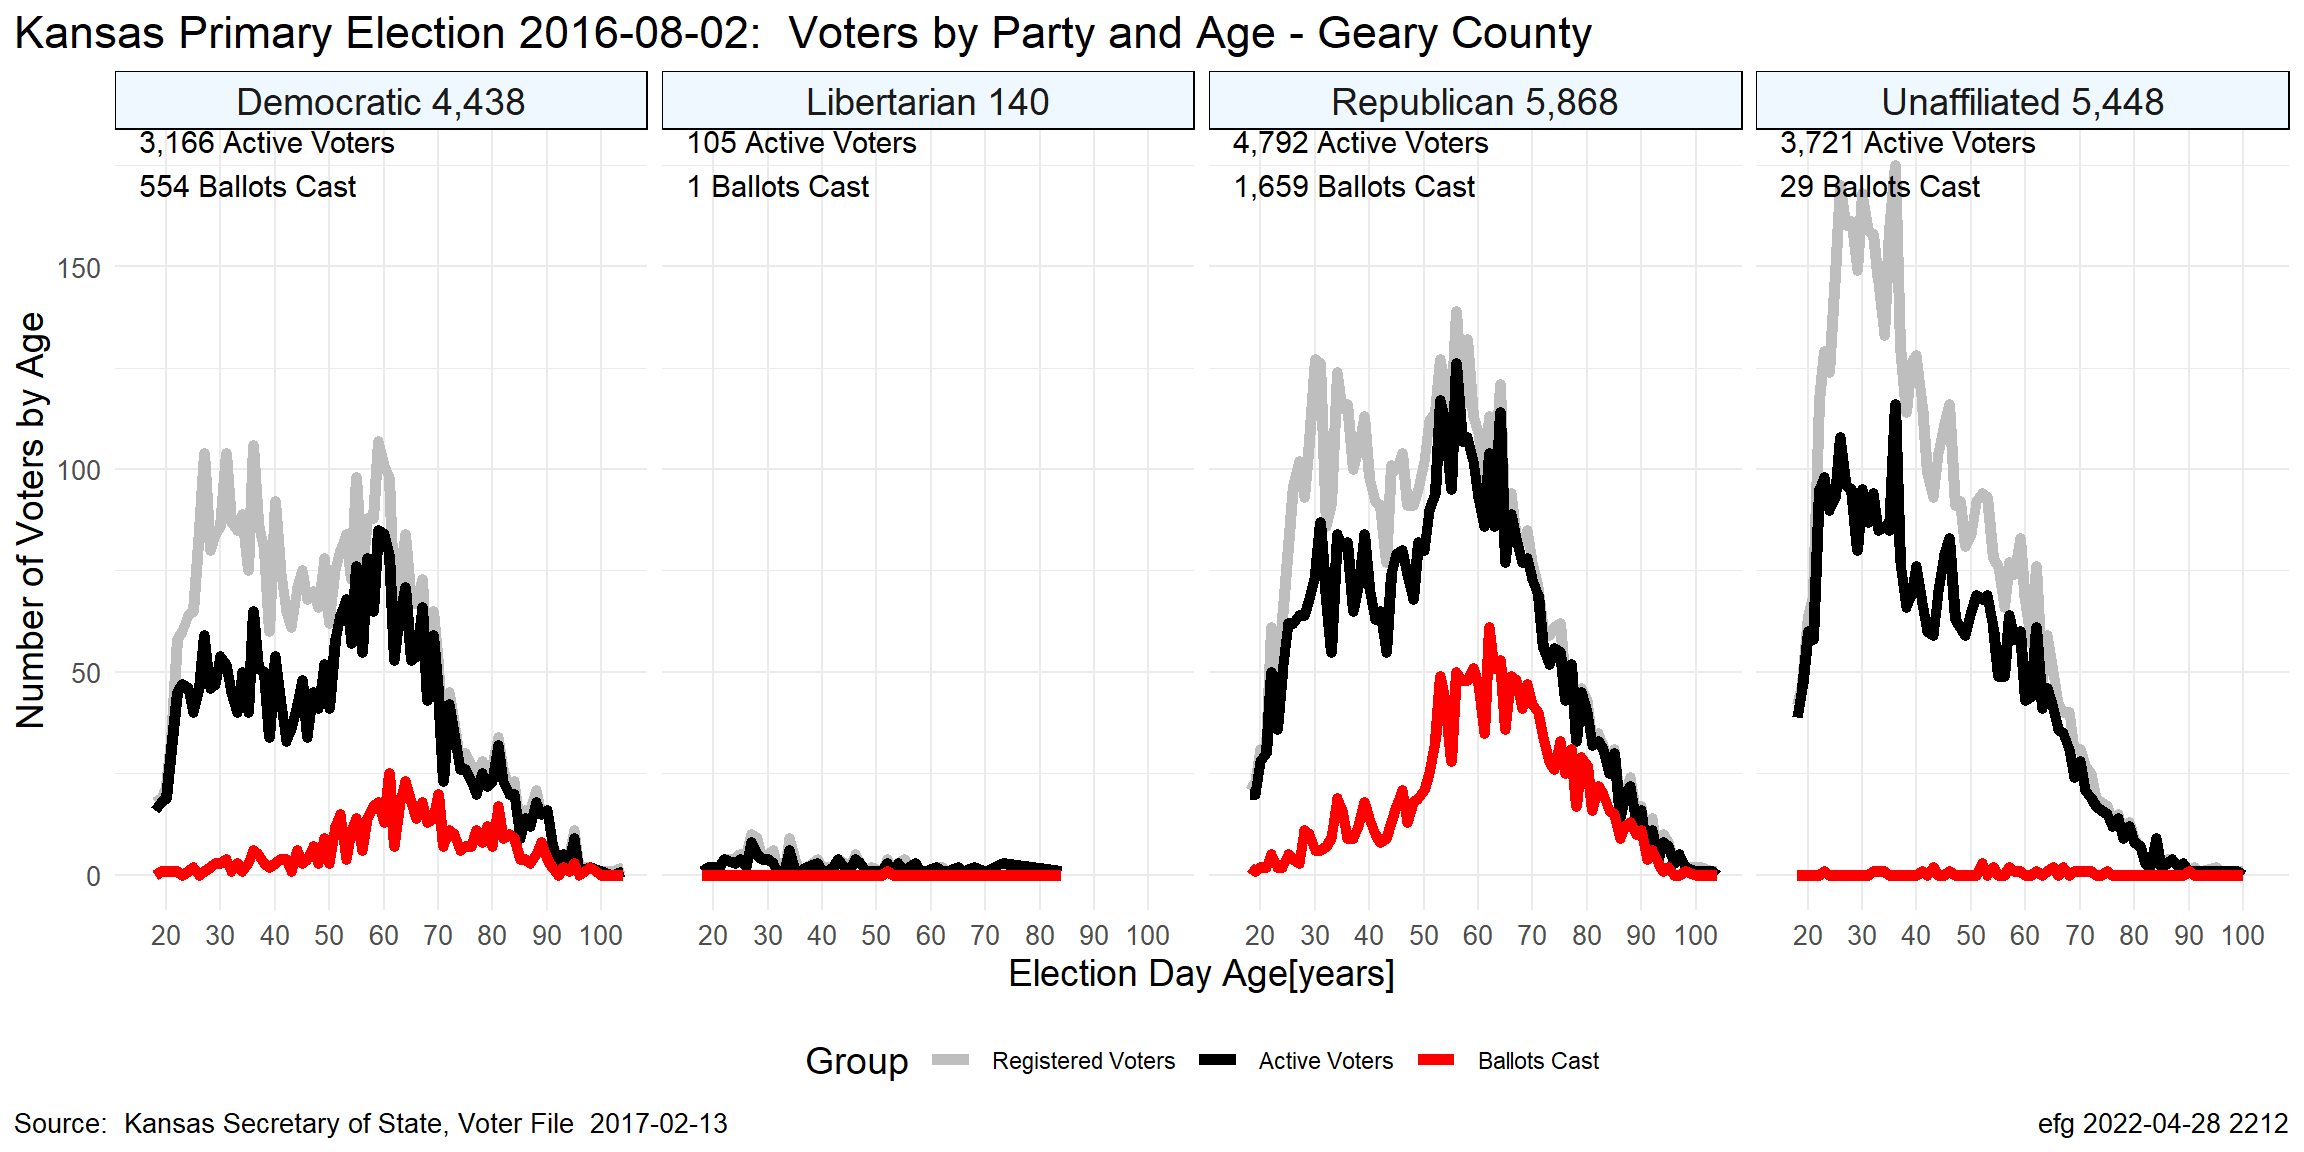 Kansas Primary Election 2016-08-02:  Voters by Party and Age - Geary County
Democratic 4,438
Libertarian 140
Republican 5,868
Unaffiliated 5,448
3,166 Active Voters
554 Ballots Cast
105 Active Voters
1 Ballots Cast
4,792 Active Voters
1,659 Ballots Cast
3,721 Active Voters
29 Ballots Cast
Number of Voters by Age
150
100
50
0
20 30 40 50 60 70 80 90 100
20 30 40 50 60 70 80 90 100
20 30 40 50 60 70 80 90 100
20 30 40 50 60 70 80 90 100
Election Day Age[years]
Group Registered Voters Active Voters Ballots Cast
Source:  Kansas Secretary of State, Voter File  2017-02-13
efg 2022-04-28 2212